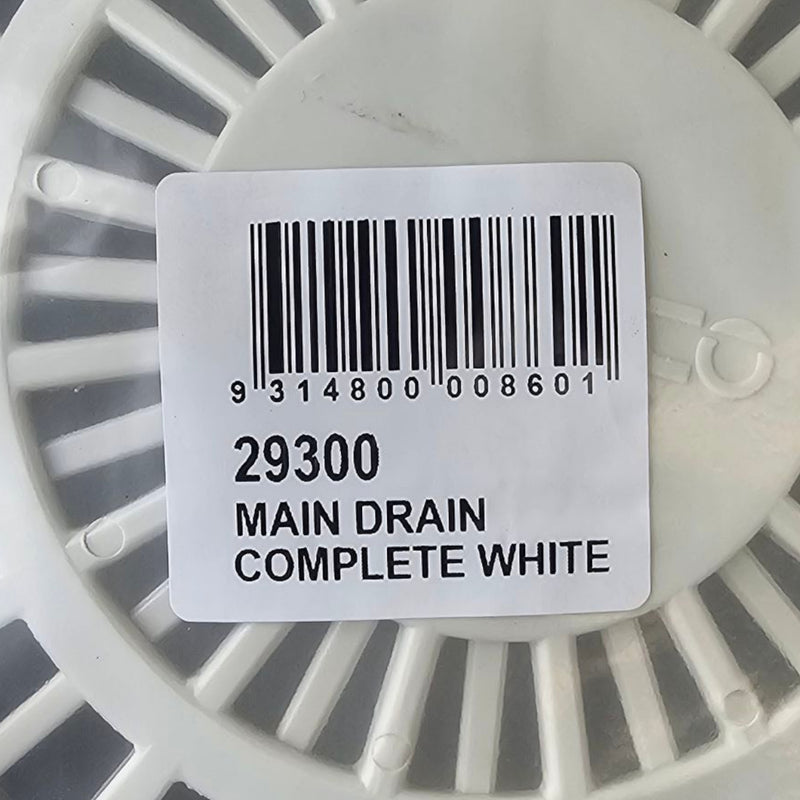 9 314800 008601
29300
MAIN DRAIN
COMPLETE WHITE